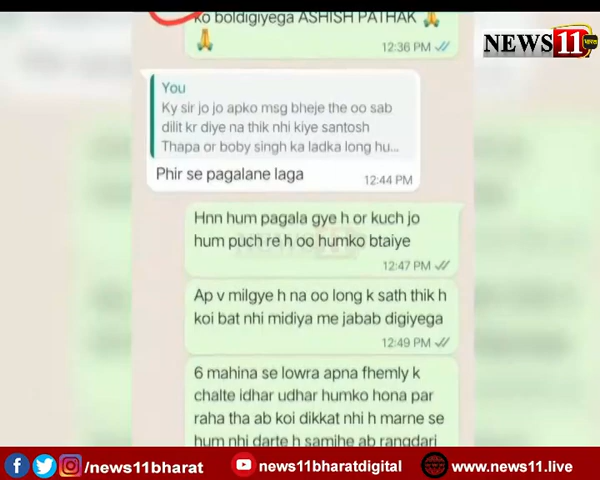 ko boldigiyega ASHISH PATHAK 🙏
🙏
12:36 PM
NEWS 11 भारत
You
Ky sir jo jo apko msg bheje the oo sab
dilit kr diye na thik nhi kiye santosh
Thapa or boby singh ka ladka long hu...
Phir se pagalane laga
12:44 PM
Hnn hum pagala gye h or kuch jo
hum puch re h oo humko btaiye
12:47 PM
Ap v milgye h na oo long k sath thik h
koi bat nhi midiya me jabab digiyega
12:49 PM
6 mahina se lowra apna fhemly k
chalte idhar udhar humko hona par
raha tha ab koi dikkat nhi h marne se
hum nhi darte h samjhe ab rangdari
/news11bharat
/news11bharatdigital
www.news11.live